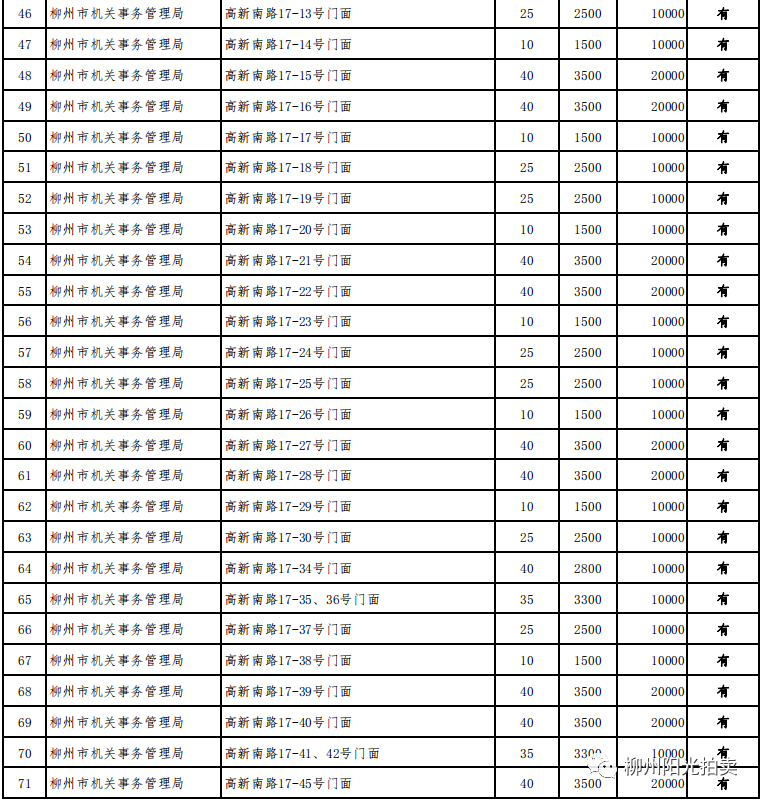 46 柳州市机关事务管理局 高新南路17-13号门面 25 2500 10000 有
47 柳州市机关事务管理局 高新南路17-14号门面 10 1500 10000 有
48 柳州市机关事务管理局 高新南路17-15号门面 40 3500 20000 有
49 柳州市机关事务管理局 高新南路17-16号门面 40 3500 20000 有
50 柳州市机关事务管理局 高新南路17-17号门面 10 1500 10000 有
51 柳州市机关事务管理局 高新南路17-18号门面 25 2500 10000 有
52 柳州市机关事务管理局 高新南路17-19号门面 25 2500 10000 有
53 柳州市机关事务管理局 高新南路17-20号门面 10 1500 10000 有
54 柳州市机关事务管理局 高新南路17-21号门面 40 3500 20000 有
55 柳州市机关事务管理局 高新南路17-22号门面 40 3500 20000 有
56 柳州市机关事务管理局 高新南路17-23号门面 10 1500 10000 有
57 柳州市机关事务管理局 高新南路17-24号门面 25 2500 10000 有
58 柳州市机关事务管理局 高新南路17-25号门面 25 2500 10000 有
59 柳州市机关事务管理局 高新南路17-26号门面 10 1500 10000 有
60 柳州市机关事务管理局 高新南路17-27号门面 40 3500 20000 有
61 柳州市机关事务管理局 高新南路17-28号门面 40 3500 20000 有
62 柳州市机关事务管理局 高新南路17-29号门面 10 1500 10000 有
63 柳州市机关事务管理局 高新南路17-30号门面 25 2500 10000 有
64 柳州市机关事务管理局 高新南路17-34号门面 40 2800 10000 有
65 柳州市机关事务管理局 高新南路17-35、36号门面 35 3300 10000 有
66 柳州市机关事务管理局 高新南路17-37号门面 25 2500 10000 有
67 柳州市机关事务管理局 高新南路17-38号门面 10 1500 10000 有
68 柳州市机关事务管理局 高新南路17-39号门面 40 3500 20000 有
69 柳州市机关事务管理局 高新南路17-40号门面 40 3500 20000 有
70 柳州市机关事务管理局 高新南路17-41、42号门面 35 3300 10000 有
柳州阳光拍卖
71 柳州市机关事务管理局 高新南路17-45号门面 40 3500 20000 有